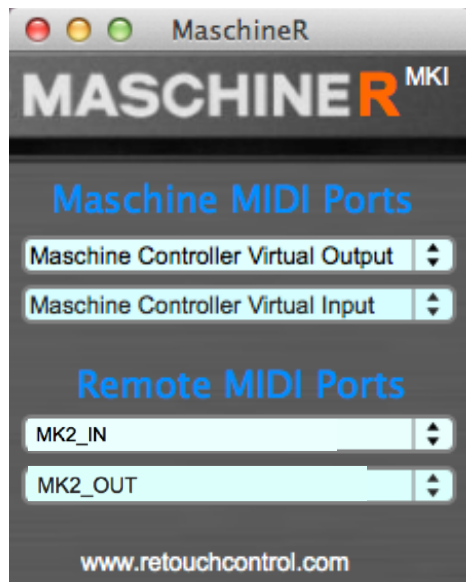 MaschineR
MASCHINER MKI
Maschine MIDI Ports
Maschine Controller Virtual Output
Maschine Controller Virtual Input
Remote MIDI Ports
MK2_IN
MK2_OUT
www.retouchcontrol.com